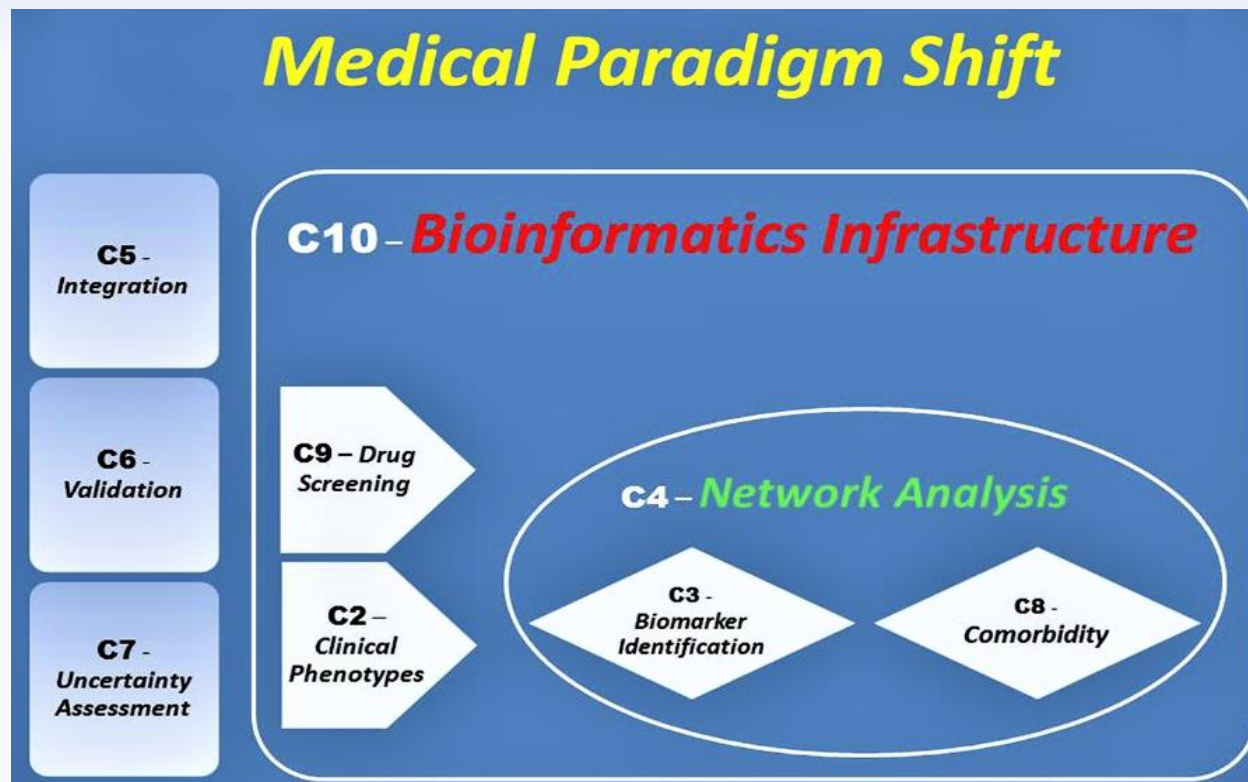 Medical Paradigm Shift
C5 -
Integration
C6 -
Validation
C7 -
Uncertainty
Assessment
C10 – Bioinformatics Infrastructure
C9 – Drug
Screening
C2 –
Clinical
Phenotypes
C4 – Network Analysis
C3 -
Biomarker
Identification
C8 -
Comorbidity